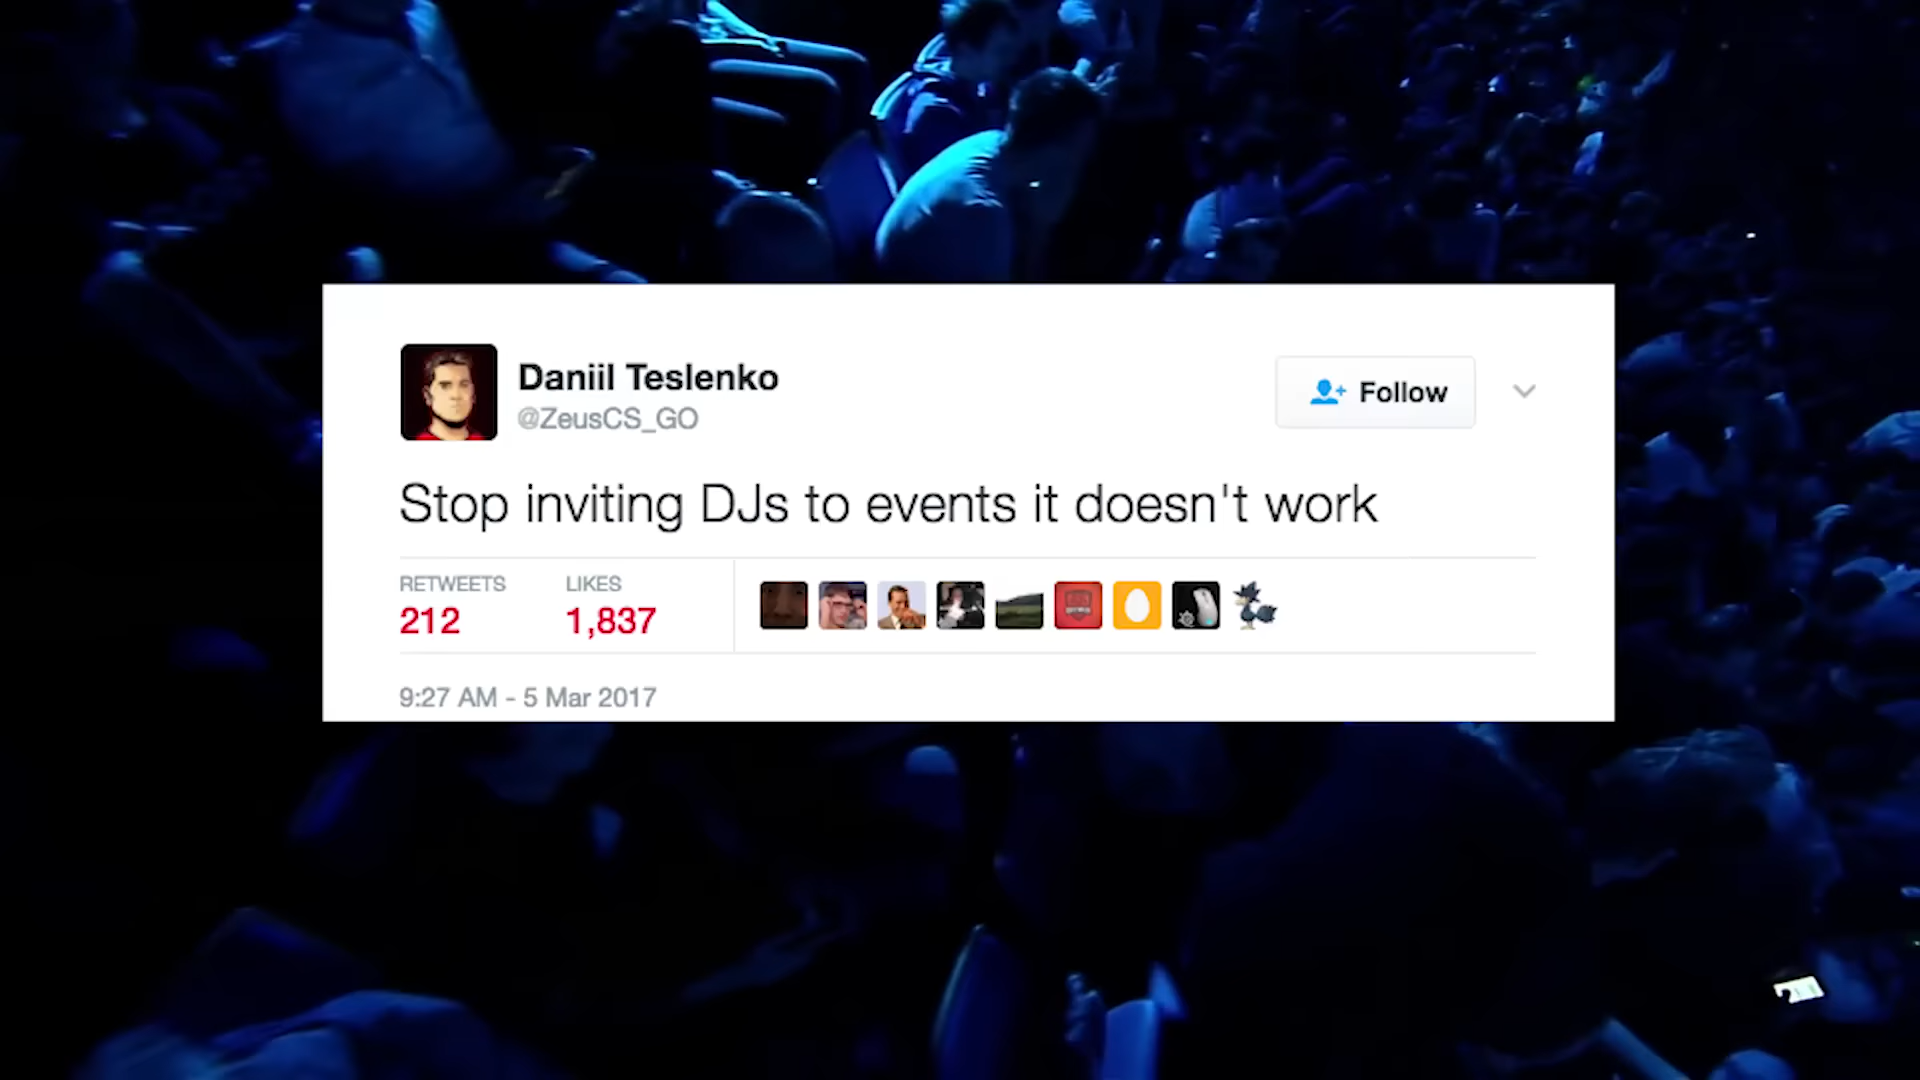 Daniil Teslenko
@ZeusCS_GO
Follow
Stop inviting DJs to events it doesn't work
RETWEETS
LIKES
212
1,837
9:27 AM - 5 Mar 2017